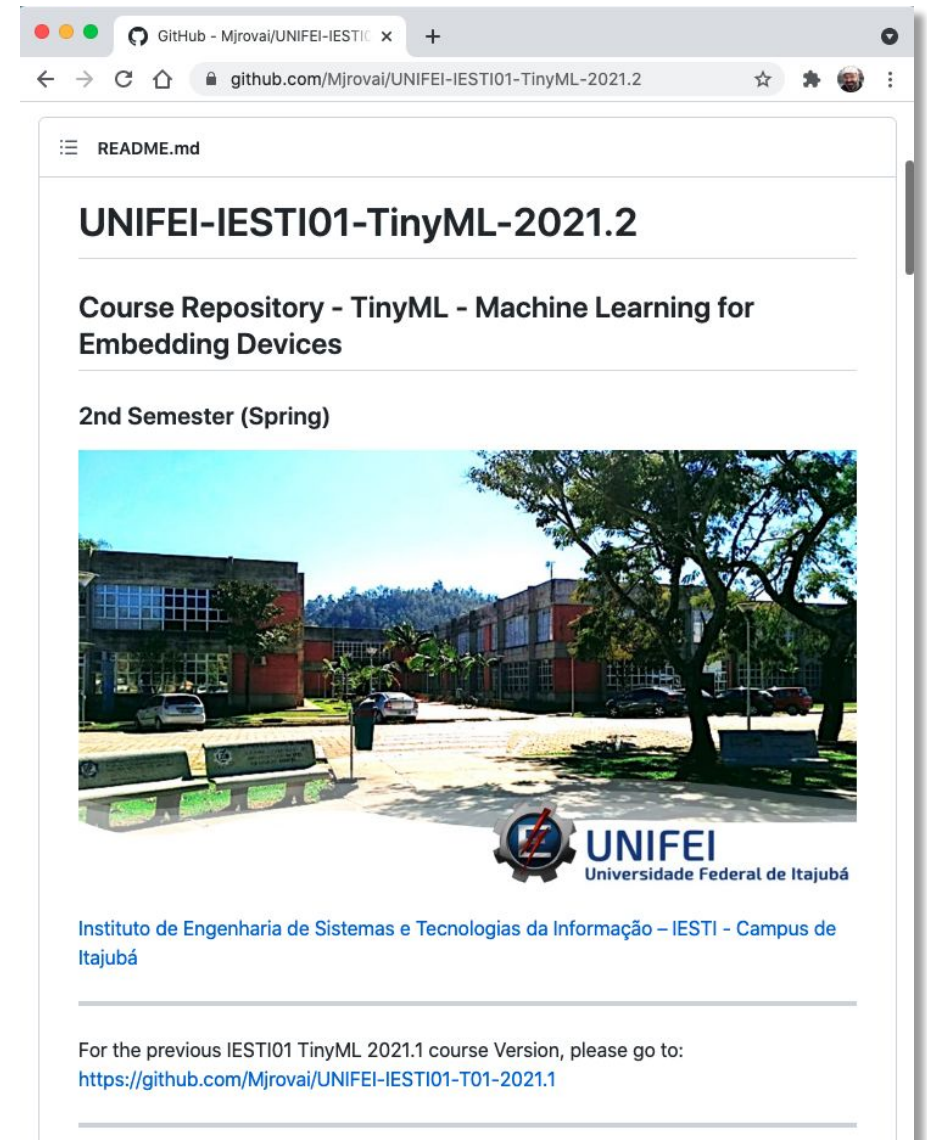 GitHub - Mjrovai/UNIFEI-IESTI
github.com/Mjrovai/UNIFEI-IESTI01-TinyML-2021.2
README.md
UNIFEI-IESTI01-TinyML-2021.2
Course Repository - TinyML - Machine Learning for
Embedding Devices
2nd Semester (Spring)
UNIFEI
Universidade Federal de Itajubá
Instituto de Engenharia de Sistemas e Tecnologias da Informação – IESTI - Campus de
Itajubá
For the previous IESTI01 TinyML 2021.1 course Version, please go to:
https://github.com/Mjrovai/UNIFEI-IESTI01-T01-2021.1